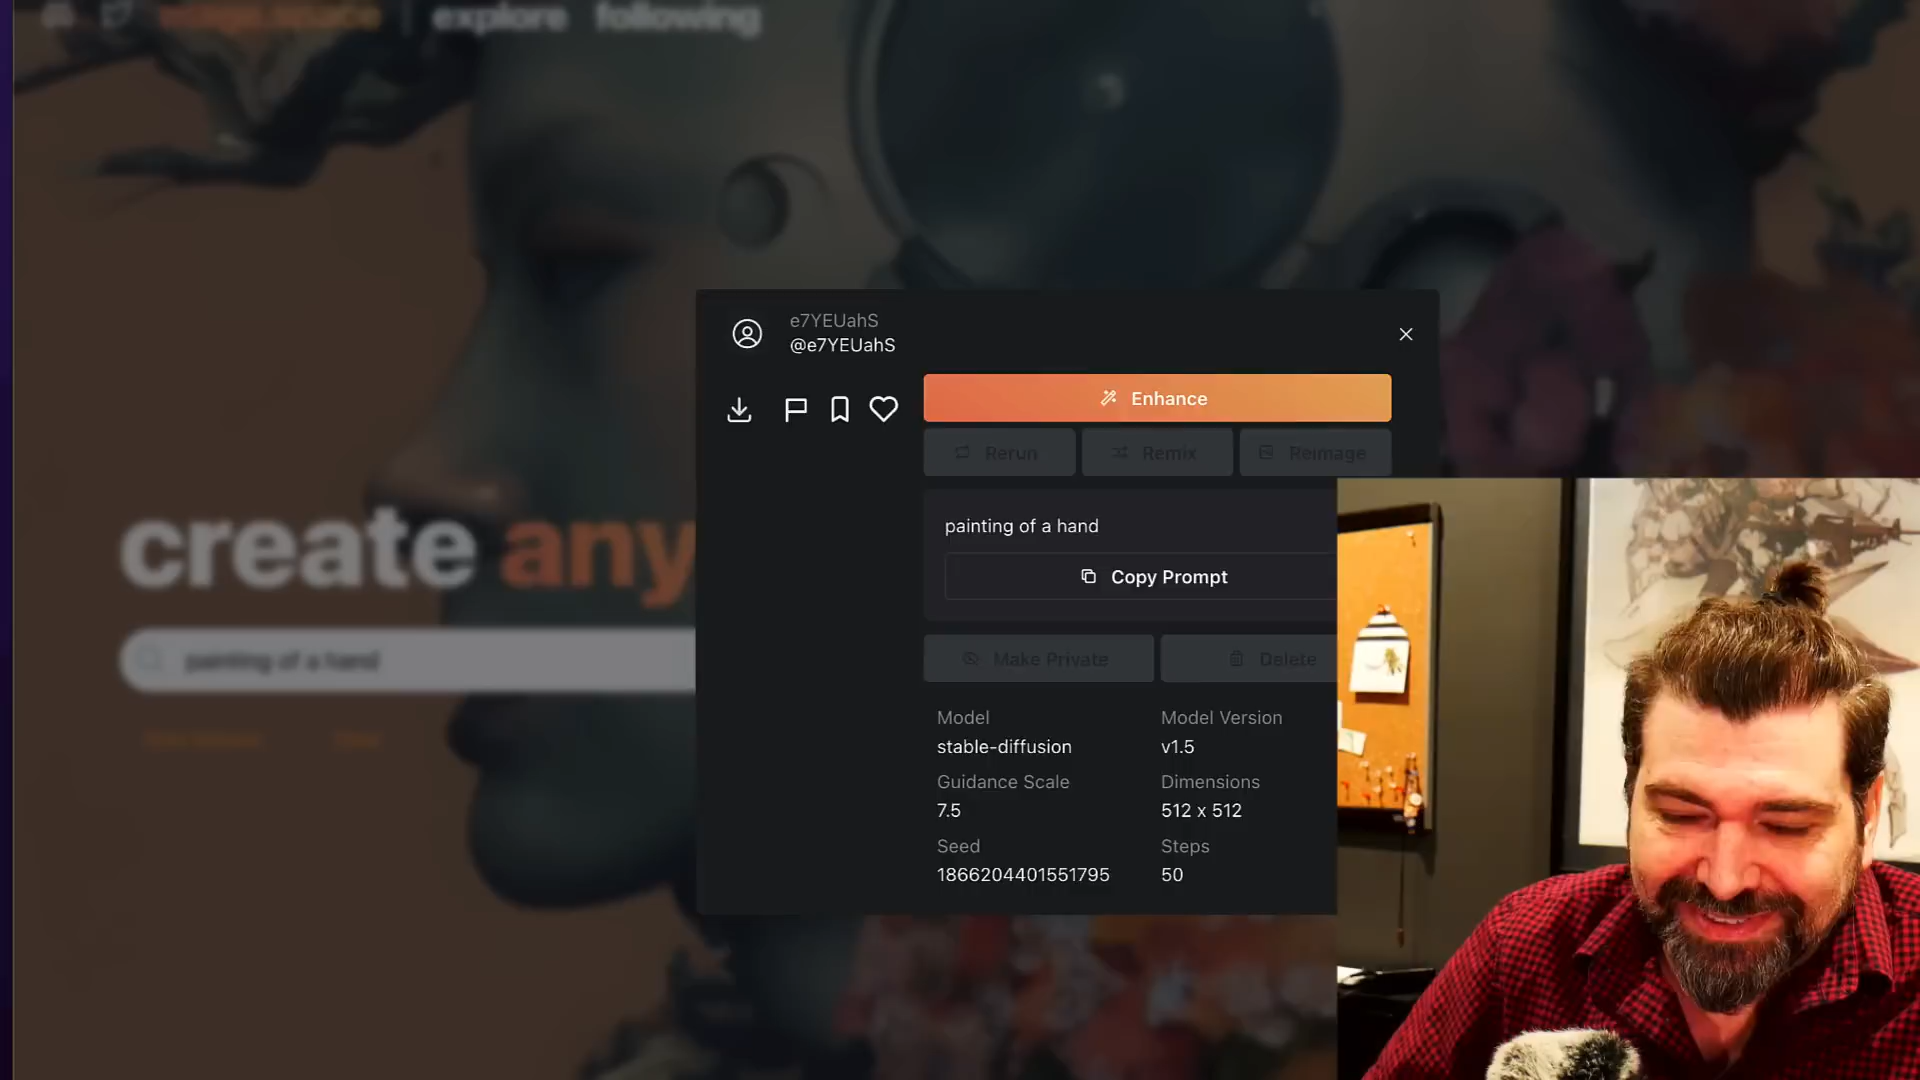 explore following
e7YEUahS
@e7YEUahS
Enhance
Rerun Remix Reimage
painting of a hand
Copy Prompt
create any
painting of a hand
Make Private Delete
Model Model Version
stable-diffusion v1.5
Guidance Scale Dimensions
7.5 512 x 512
Seed Steps
1866204401551795 50